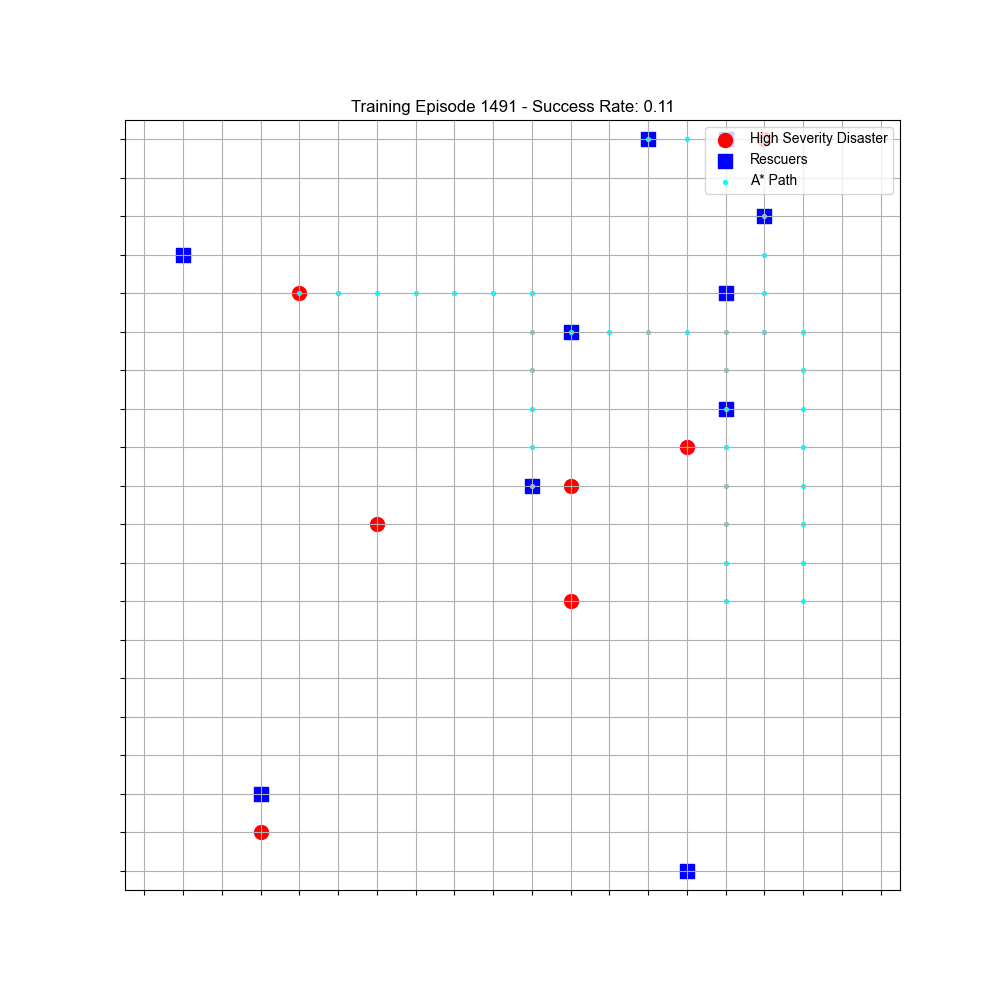 Training Episode 1491 - Success Rate: 0.11
High Severity Disaster
Rescuers
A* Path